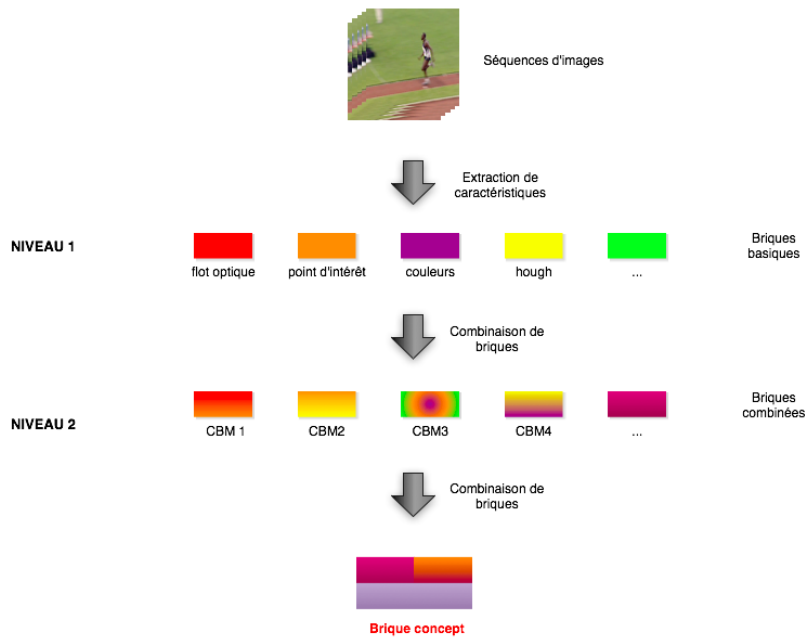 Séquences d'images
Extraction de
caractéristiques
NIVEAU 1
Briques
basiques
flot optique
point d'intérêt
couleurs
hough
...
Combinaison de
briques
NIVEAU 2
Briques
combinées
CBM 1
CBM2
CBM3
CBM4
...
Combinaison de
briques
Brique concept